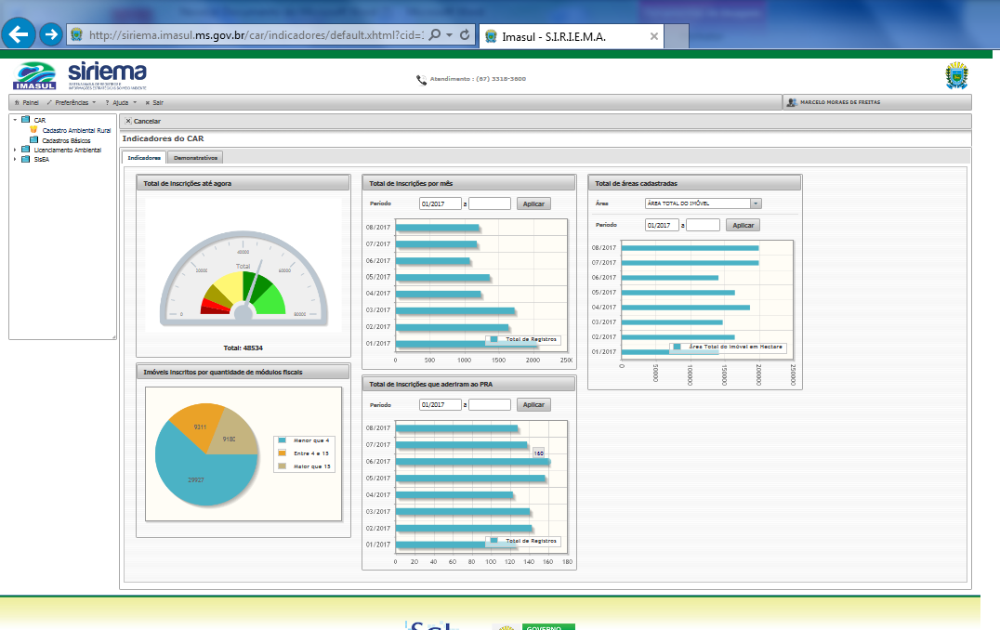 http://siriema.imasul.ms.gov.br/car/indicadores/default.xhtml?cid=
Imasul - S.I.R.I.E.M.A.
IMASUL
siriema
Atendimento : (67) 3318-3600
Painel
Preferências
? Ajuda
Sair
MARCELO MORAES DE FREITAS
CAR
Cadastro Ambiental Rural
Cadastros Básicos
Licenciamento Ambiental
SisEA
Cancelar
Indicadores do CAR
Indicadores
Demonstrativos
Total de inscrições até agora
0
20000
40000
60000
80000
Total
Total: 48534
Imóveis inscritos por quantidade de módulos fiscais
9311
9180
29927
Menor que 4
Entre 4 e 15
Maior que 15
Total de inscrições por mês
Período
01/2017
a
Aplicar
08/2017
07/2017
06/2017
05/2017
04/2017
03/2017
02/2017
01/2017
Total de Registros
0 500 1000 1500 2000 250
Total de inscrições que aderiram ao PRA
Período
01/2017
a
Aplicar
08/2017
07/2017
160
06/2017
05/2017
04/2017
03/2017
02/2017
01/2017
Total de Registros
0 20 40 60 80 100 120 140 160 180
Total de áreas cadastradas
Área
ÁREA TOTAL DO IMÓVEL
Período
01/2017
a
Aplicar
08/2017
07/2017
06/2017
05/2017
04/2017
03/2017
02/2017
01/2017
Área Total do Imóvel em Hectare
0 50000 100000 150000 200000 250000
GOVERNO